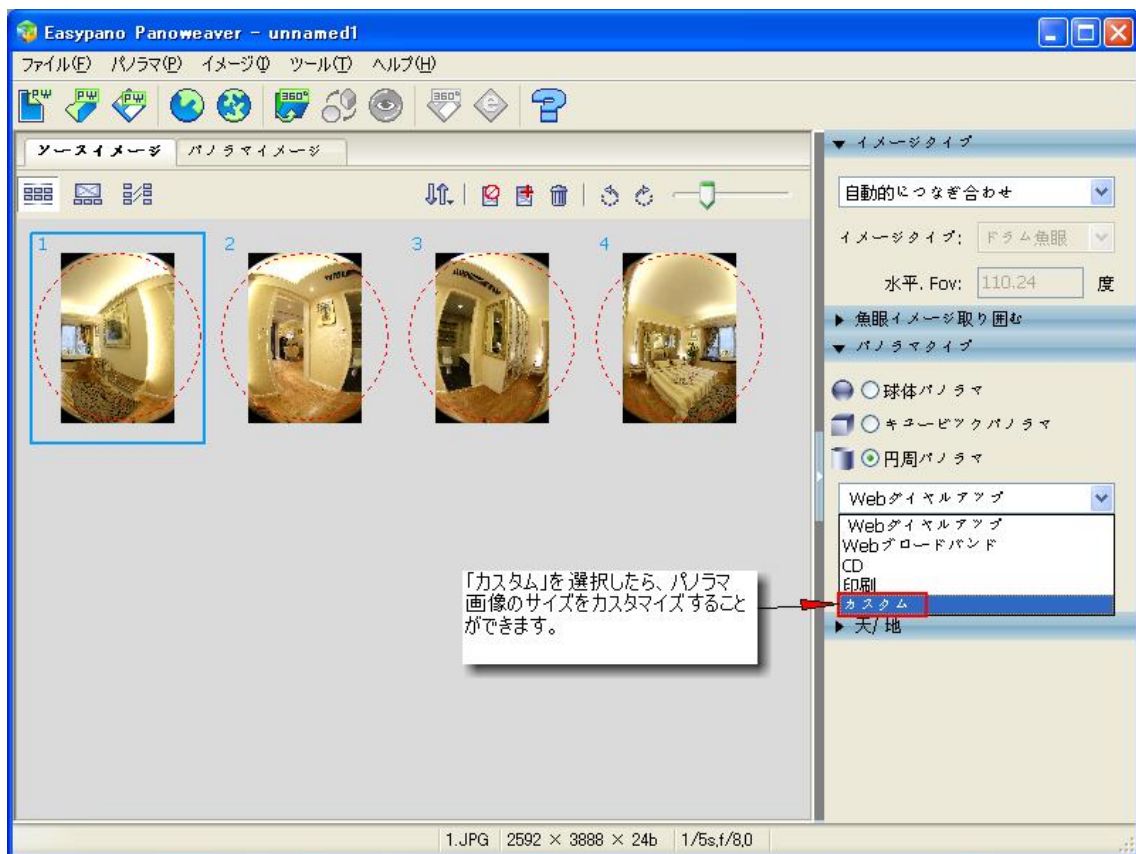 Easypano Panoweaver - unnamed1
ファイル(F) パノラマ(P) イメージ(I) ツール(T) ヘルプ(H)
ソースイメージ パノラマイメージ
▼ イメージタイプ
自動的につなぎ合わせ
イメージタイプ: ドラム魚眼
水平. Fov: 110.24 度
▶ 魚眼イメージ取り囲む
▼ パノラマタイプ
球体パノラマ
キュービックパノラマ
円周パノラマ
Webダイヤルアップ
Webダイヤルアップ
Webブロードバンド
CD
印刷
カスタム
▶ 天/地
1 2 3 4
「カスタム」を選択したら、パノラマ
画像のサイズをカスタマイズすること
ができます。
1.JPG 2592 × 3888 × 24b 1/5s,f/8,0